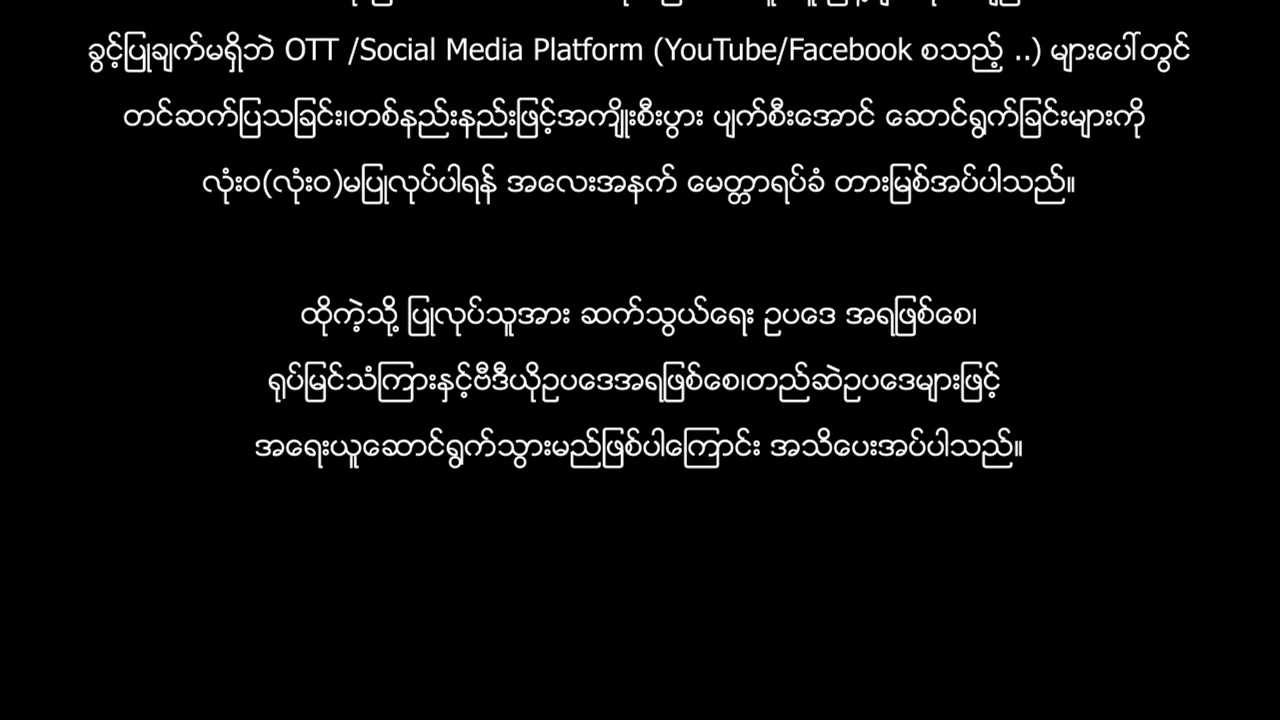 ခွင့်ပြုချက်မရှိဘဲ OTT /Social Media Platform (YouTube/Facebook စသည့် ..) များပေါ်တွင်
တင်ဆက်ပြသခြင်း၊တစ်နည်းနည်းဖြင့်အကျိုးစီးပွား ပျက်စီးအောင် ဆောင်ရွက်ခြင်းများကို
လုံးဝ(လုံးဝ)မပြုလုပ်ပါရန် အလေးအနက် မေတ္တာရပ်ခံ တားမြစ်အပ်ပါသည်။
ထိုကဲ့သို့ ပြုလုပ်သူအား ဆက်သွယ်ရေး ဥပဒေ အရဖြစ်စေ၊
ရုပ်မြင်သံကြားနှင့်ဗီဒီယိုဥပဒေအရဖြစ်စေ၊တည်ဆဲဥပဒေများဖြင့်
အရေးယူဆောင်ရွက်သွားမည်ဖြစ်ပါကြောင်း အသိပေးအပ်ပါသည်။